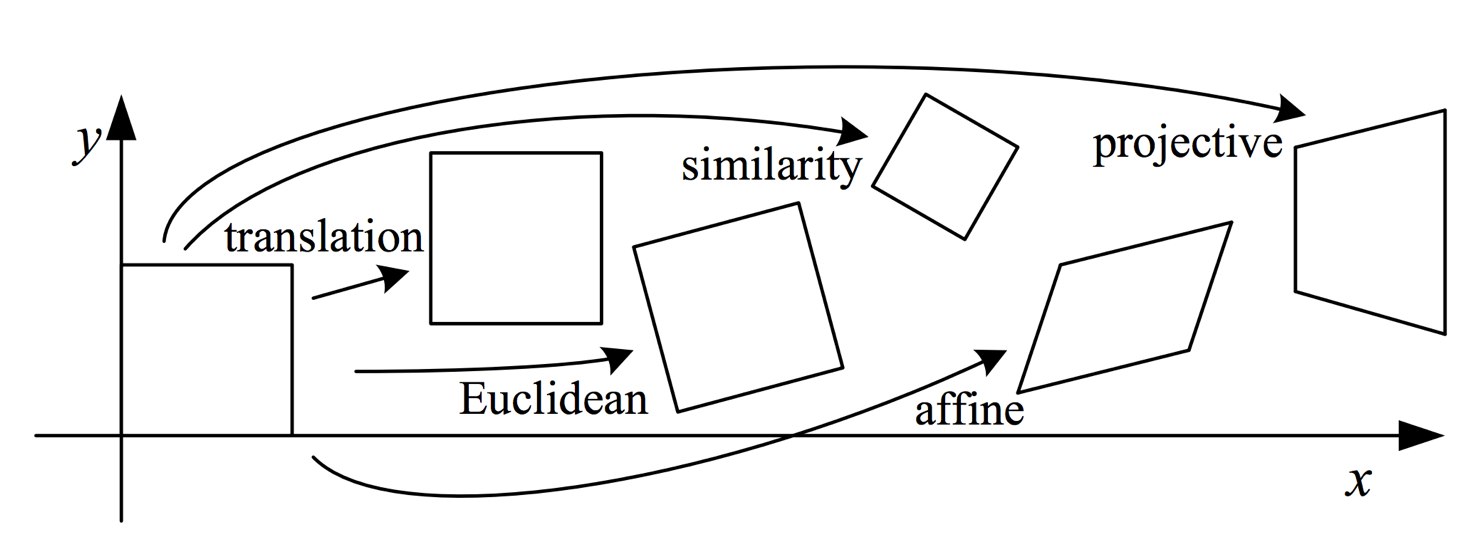 y
similarity
projective
translation
Euclidean
affine
x